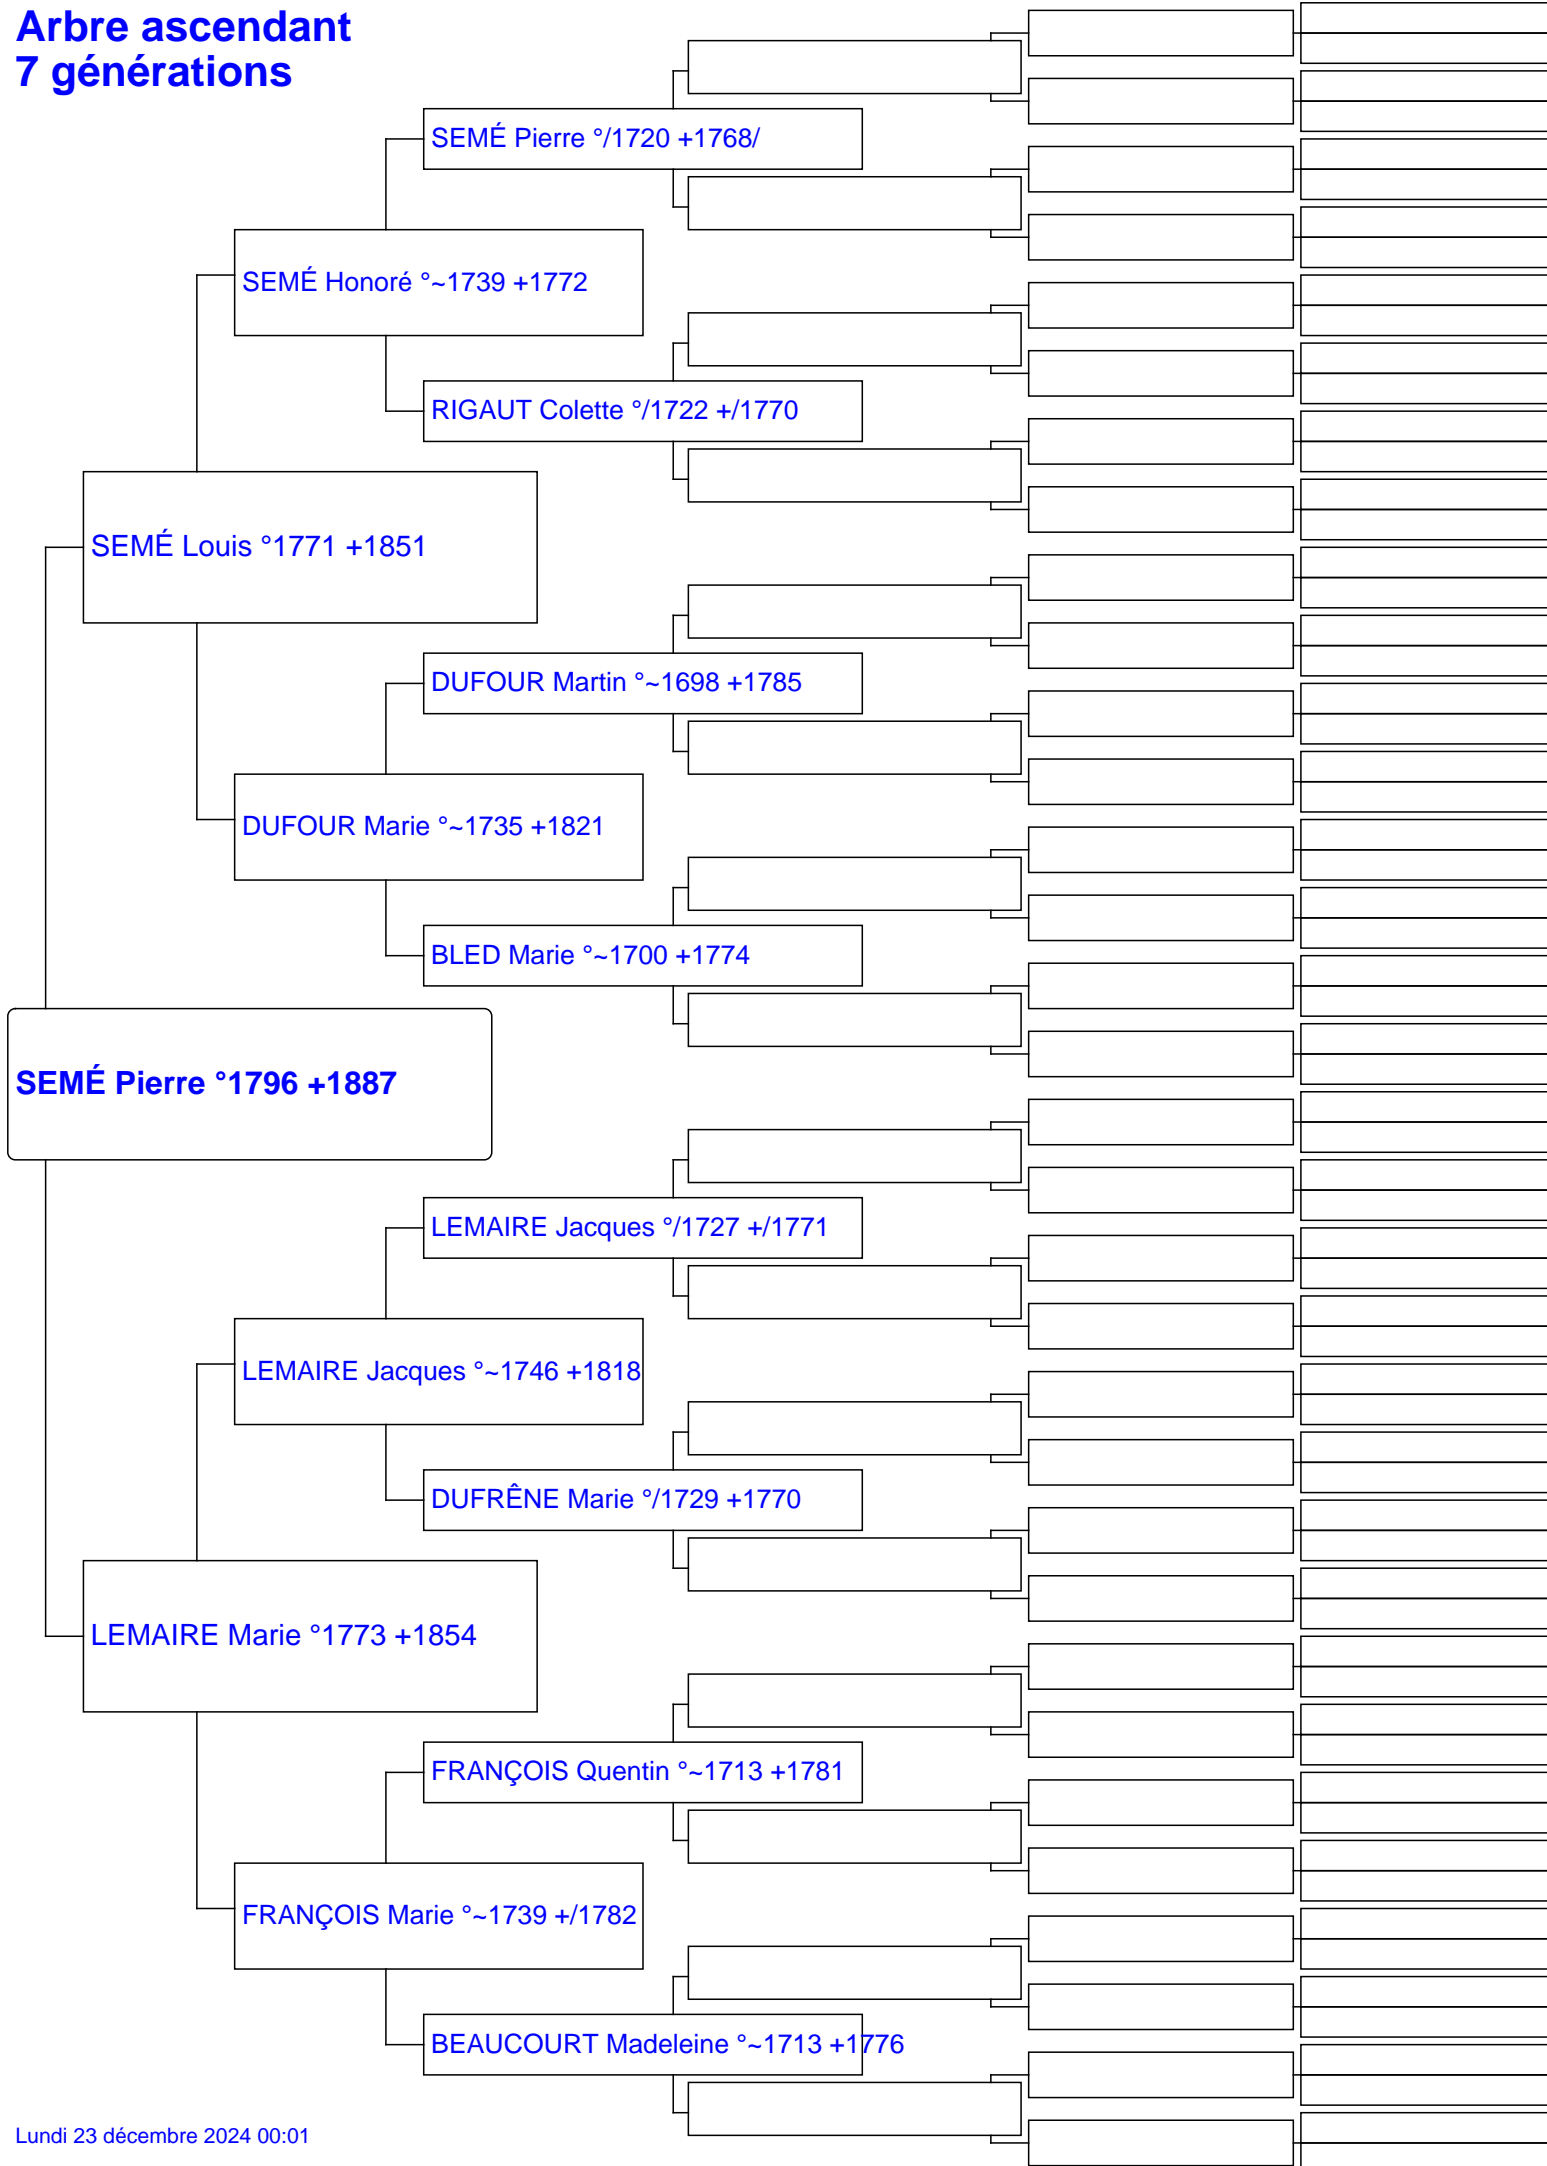 Arbre ascendant
7 générations
SEMÉ Pierre °/1720 +1768/
SEMÉ Honoré °~1739 +1772
RIGAUT Colette °/1722 +/1770
SEMÉ Louis °1771 +1851
DUFOUR Martin °~1698 +1785
DUFOUR Marie °~1735 +1821
BLED Marie °~1700 +1774
SEMÉ Pierre °1796 +1887
LEMAIRE Jacques °/1727 +/1771
LEMAIRE Jacques °~1746 +1818
DUFRÊNE Marie °/1729 +1770
LEMAIRE Marie °1773 +1854
FRANÇOIS Quentin °~1713 +1781
FRANÇOIS Marie °~1739 +/1782
BEAUCOURT Madeleine °~1713 +1776
Lundi 23 décembre 2024 00:01